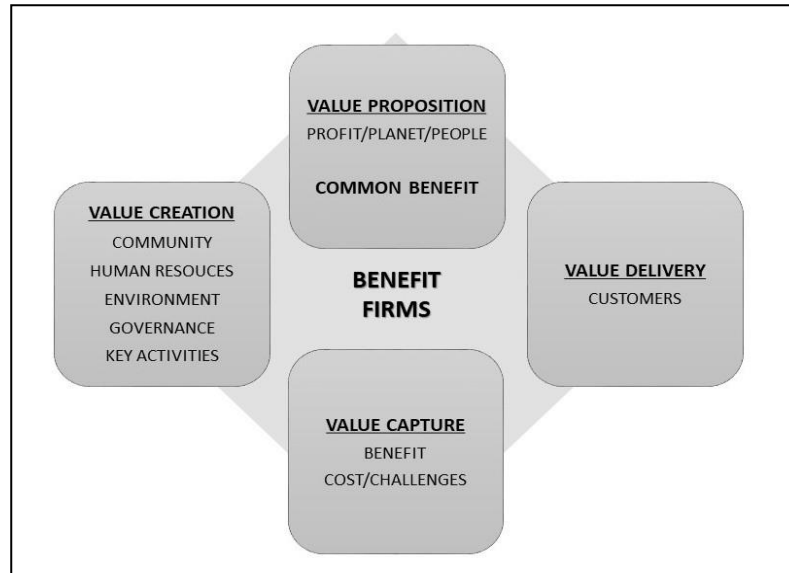 VALUE PROPOSITION
PROFIT/PLANET/PEOPLE
COMMON BENEFIT
VALUE CREATION
COMMUNITY
HUMAN RESOUCES
ENVIRONMENT
GOVERNANCE
KEY ACTIVITIES
BENEFIT
FIRMS
VALUE DELIVERY
CUSTOMERS
VALUE CAPTURE
BENEFIT
COST/CHALLENGES